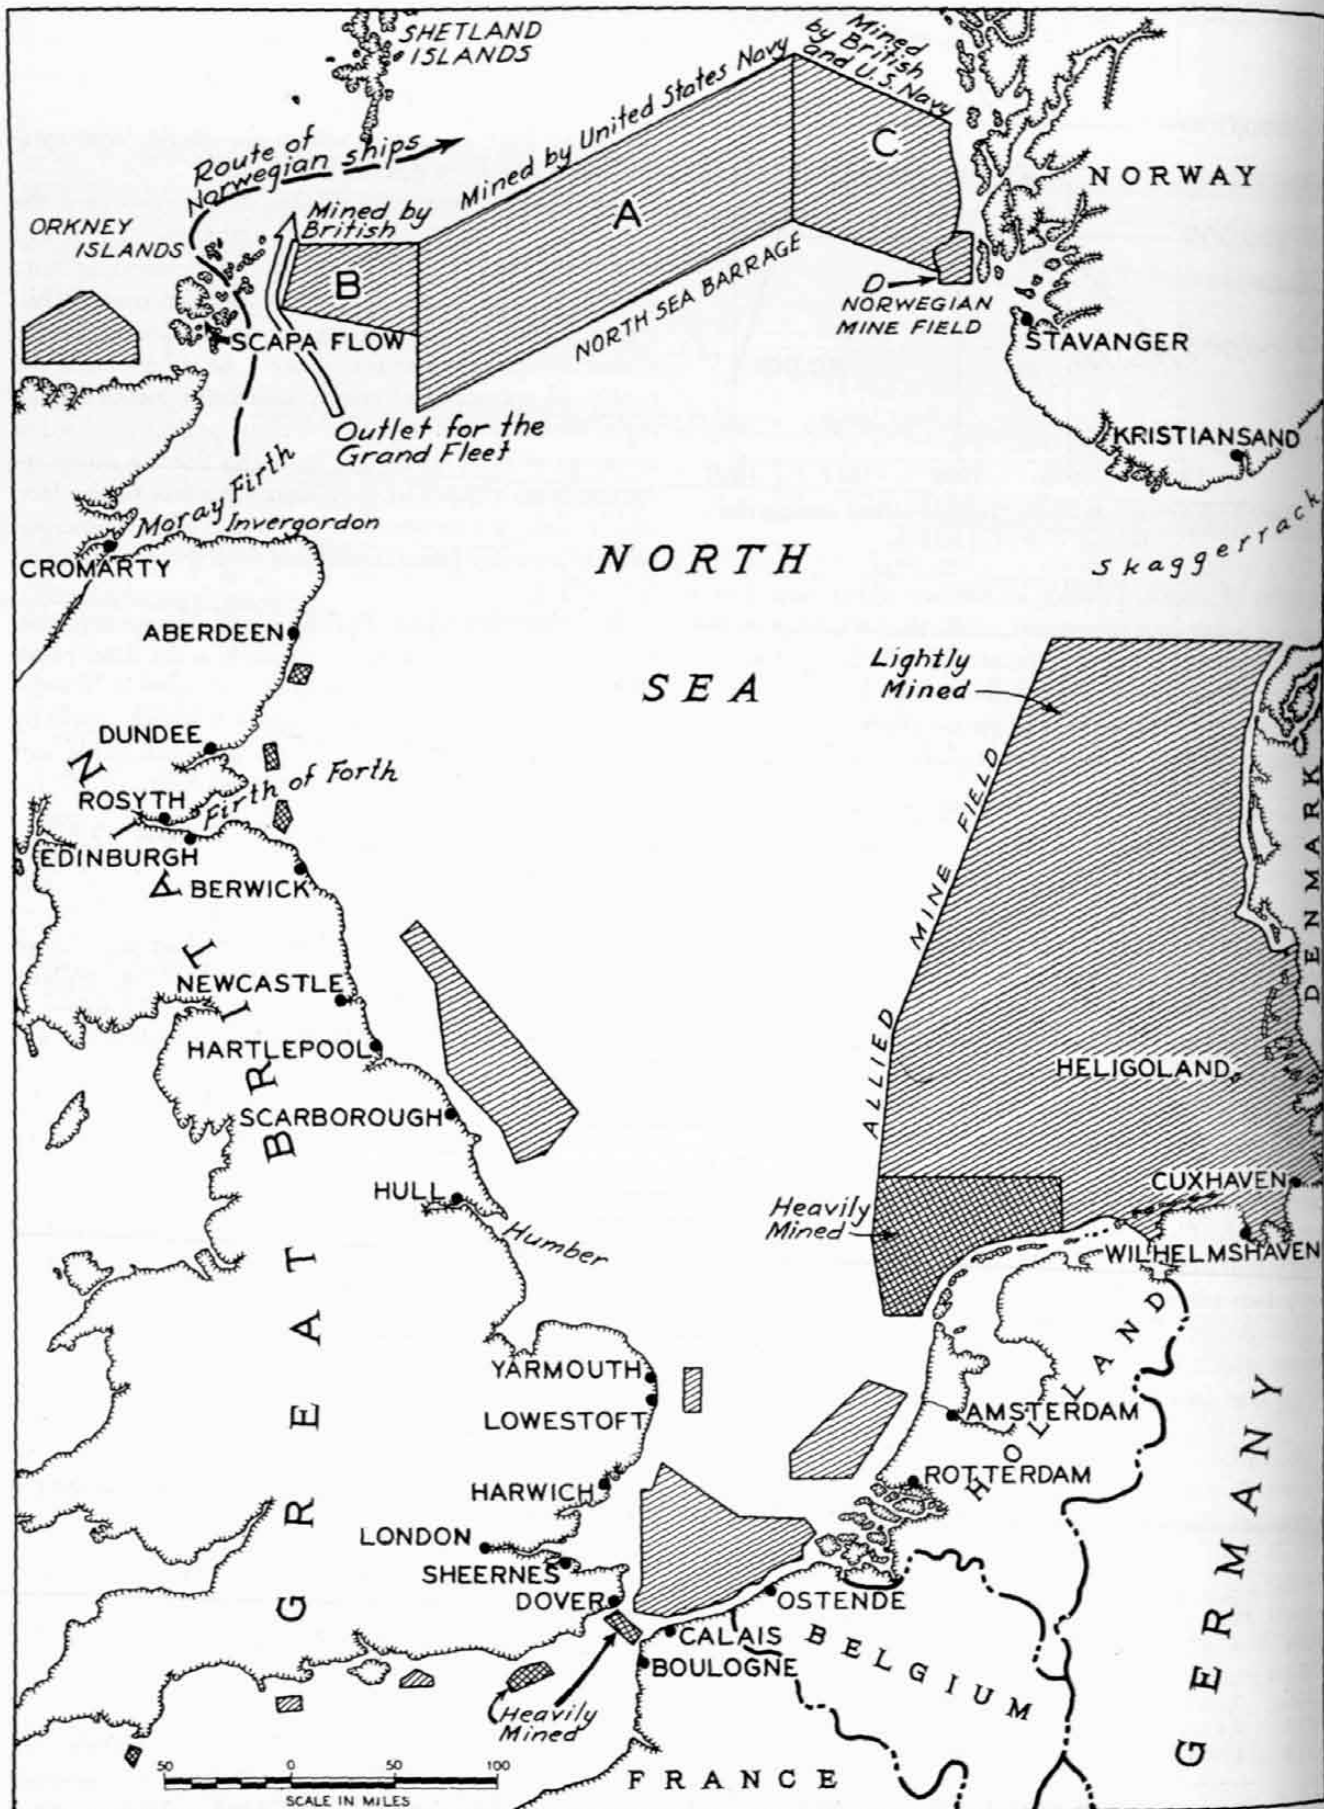 SHETLAND
ISLANDS
Mined
by British
and U.S. Navy
Mined by United States Navy
Route of
Norwegian ships
C
NORWAY
A
Mined by
British
ORKNEY
ISLANDS
B
NORTH SEA BARRAGE
D
NORWEGIAN
MINE FIELD
SCAPA FLOW
STAVANGER
Outlet for the
Grand Fleet
KRISTIANSAND
Moray Firth
Invergordon
CROMARTY
NORTH
SEA
Skaggerrack
ABERDEEN
Lightly
Mined
DUNDEE
ROSYTH
Firth of Forth
EDINBURGH
BERWICK
ALLIED MINE FIELD
DENMARK
NEWCASTLE
HARTLEPOOL
HELIGOLAND
SCARBOROUGH
GREAT BRITAIN
HULL
Humber
CUXHAVEN
Heavily
Mined
WILHELMSHAVEN
YARMOUTH
LOWESTOFT
AMSTERDAM
HOLLAND
HARWICH
ROTTERDAM
GERMANY
LONDON
SHEERNES
DOVER
OSTENDE
CALAIS
BELGIUM
BOULOGNE
Heavily
Mined
FRANCE
50 0 50 100
SCALE IN MILES